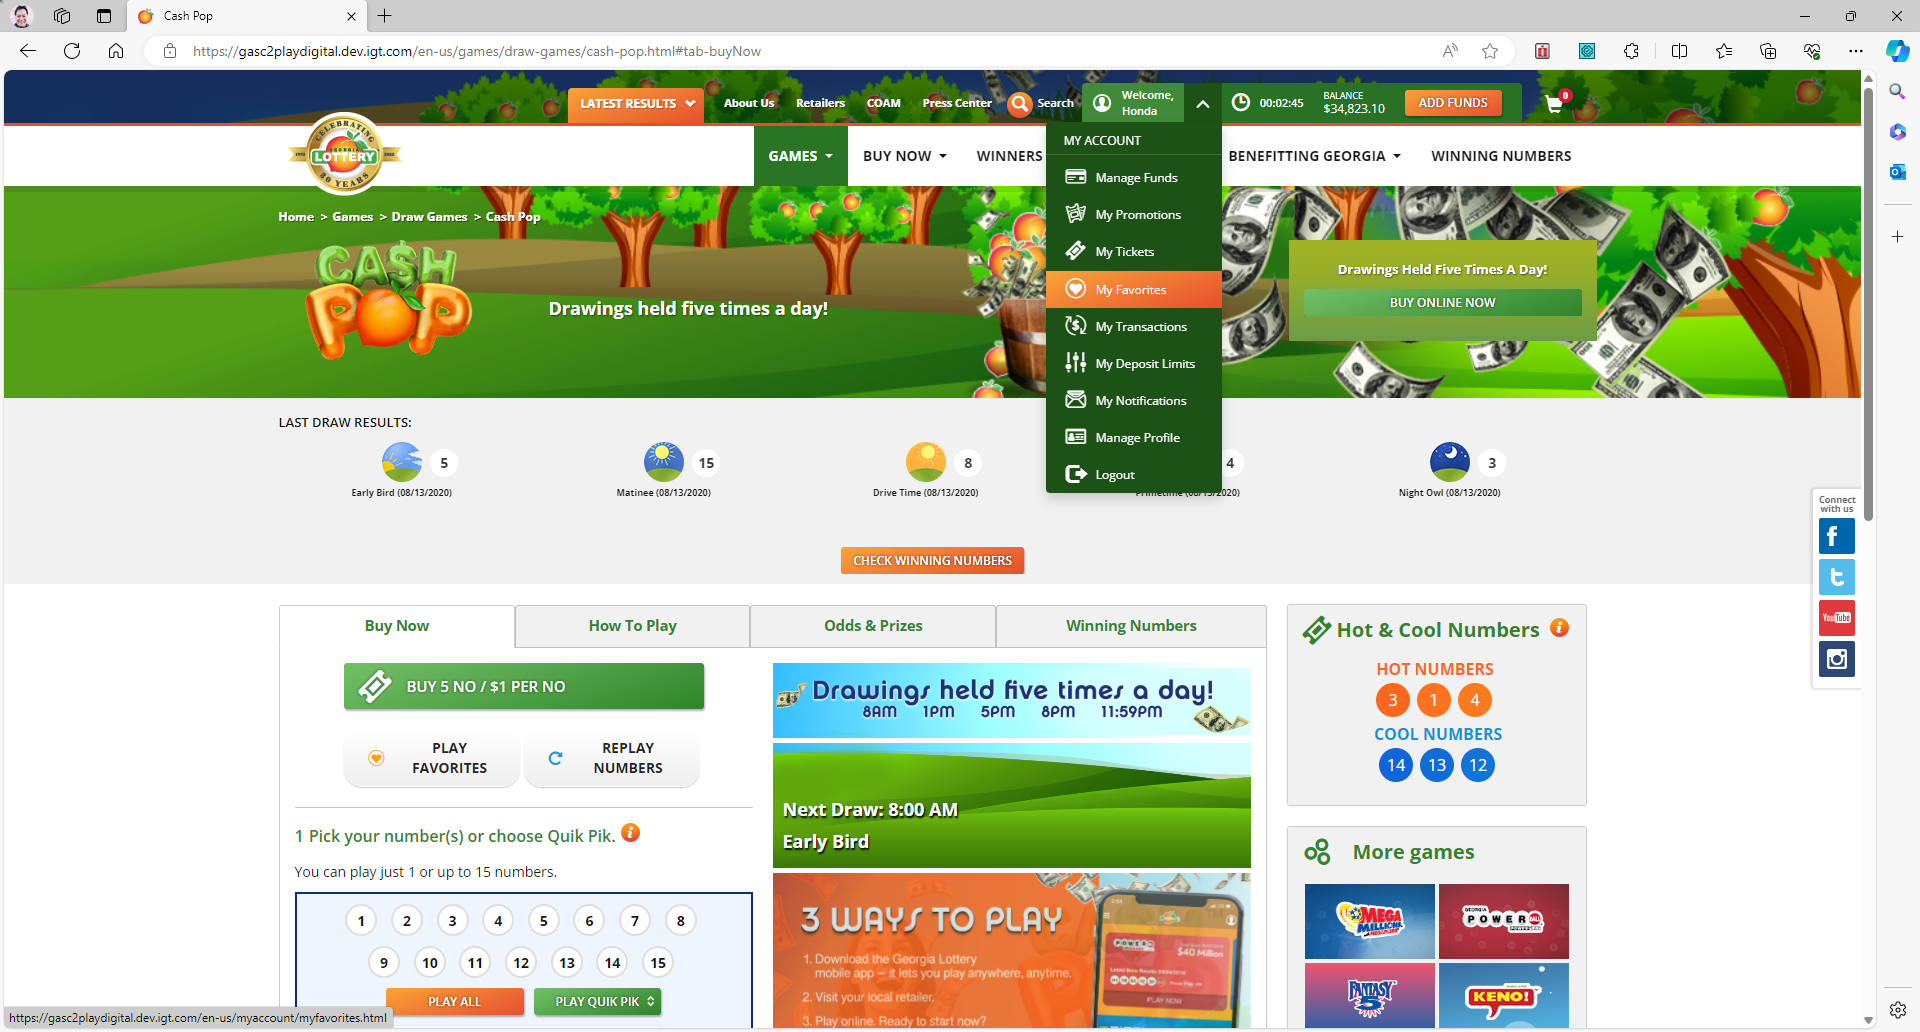 Cash Pop
https://gasc2playdigital.dev.igt.com/en-us/games/draw-games/cash-pop.html#tab-buyNow
LATEST RESULTS
About Us
Retailers
COAM
Press Center
Search
Welcome,
Honda
00:02:45
BALANCE
$34,823.10
ADD FUNDS
0
CELEBRATING
GEORGIA
LOTTERY
30 YEARS
GAMES
BUY NOW
WINNERS
BENEFITTING GEORGIA
WINNING NUMBERS
MY ACCOUNT
Manage Funds
My Promotions
My Tickets
My Favorites
My Transactions
My Deposit Limits
My Notifications
Manage Profile
Logout
Home > Games > Draw Games > Cash Pop
CA$H
POP
Drawings held five times a day!
Drawings Held Five Times A Day!
BUY ONLINE NOW
LAST DRAW RESULTS:
5
Early Bird (08/13/2020)
15
Matinee (08/13/2020)
8
Drive Time (08/13/2020)
4
Primetime (08/13/2020)
3
Night Owl (08/13/2020)
CHECK WINNING NUMBERS
Connect
with us
YouTube
Buy Now
How To Play
Odds & Prizes
Winning Numbers
BUY 5 NO / $1 PER NO
PLAY
FAVORITES
REPLAY
NUMBERS
1 Pick your number(s) or choose Quik Pik.
You can play just 1 or up to 15 numbers.
1 2 3 4 5 6 7 8
9 10 11 12 13 14 15
PLAY ALL
PLAY QUIK PIK
Drawings held five times a day!
8AM 1PM 5PM 8PM 11:59PM
Next Draw: 8:00 AM
Early Bird
3 WAYS TO PLAY
1. Download the Georgia Lottery
mobile app – it lets you play anywhere, anytime.
2. Visit your local retailer.
3. Play online. Ready to start now?
POWERBALL
$40 Million
PLAY NOW
Hot & Cool Numbers
HOT NUMBERS
3 1 4
COOL NUMBERS
14 13 12
More games
MEGA
MILLIONS
GEORGIA
POWERBALL
POWER PLAY
FANTASY
5
KENO!
https://gasc2playdigital.dev.igt.com/en-us/myaccount/myfavorites.html